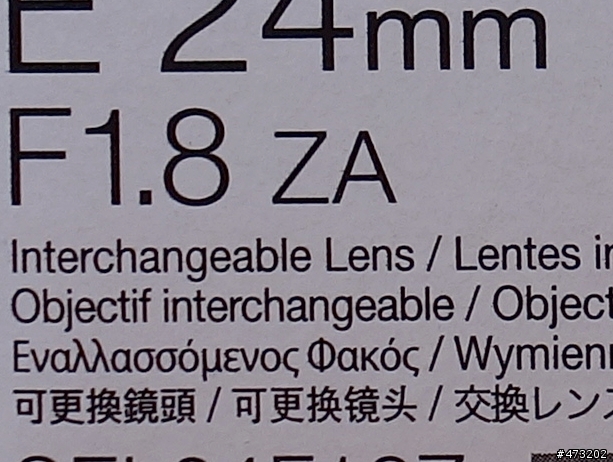 E 24mm
F1.8 ZA
Interchangeable Lens / Lentes in
Objectif interchangeable / Object
Εναλλασσόμενος Φακός / Wymienn
可更換鏡頭 / 可更换镜头 / 交換レンズ
#473202